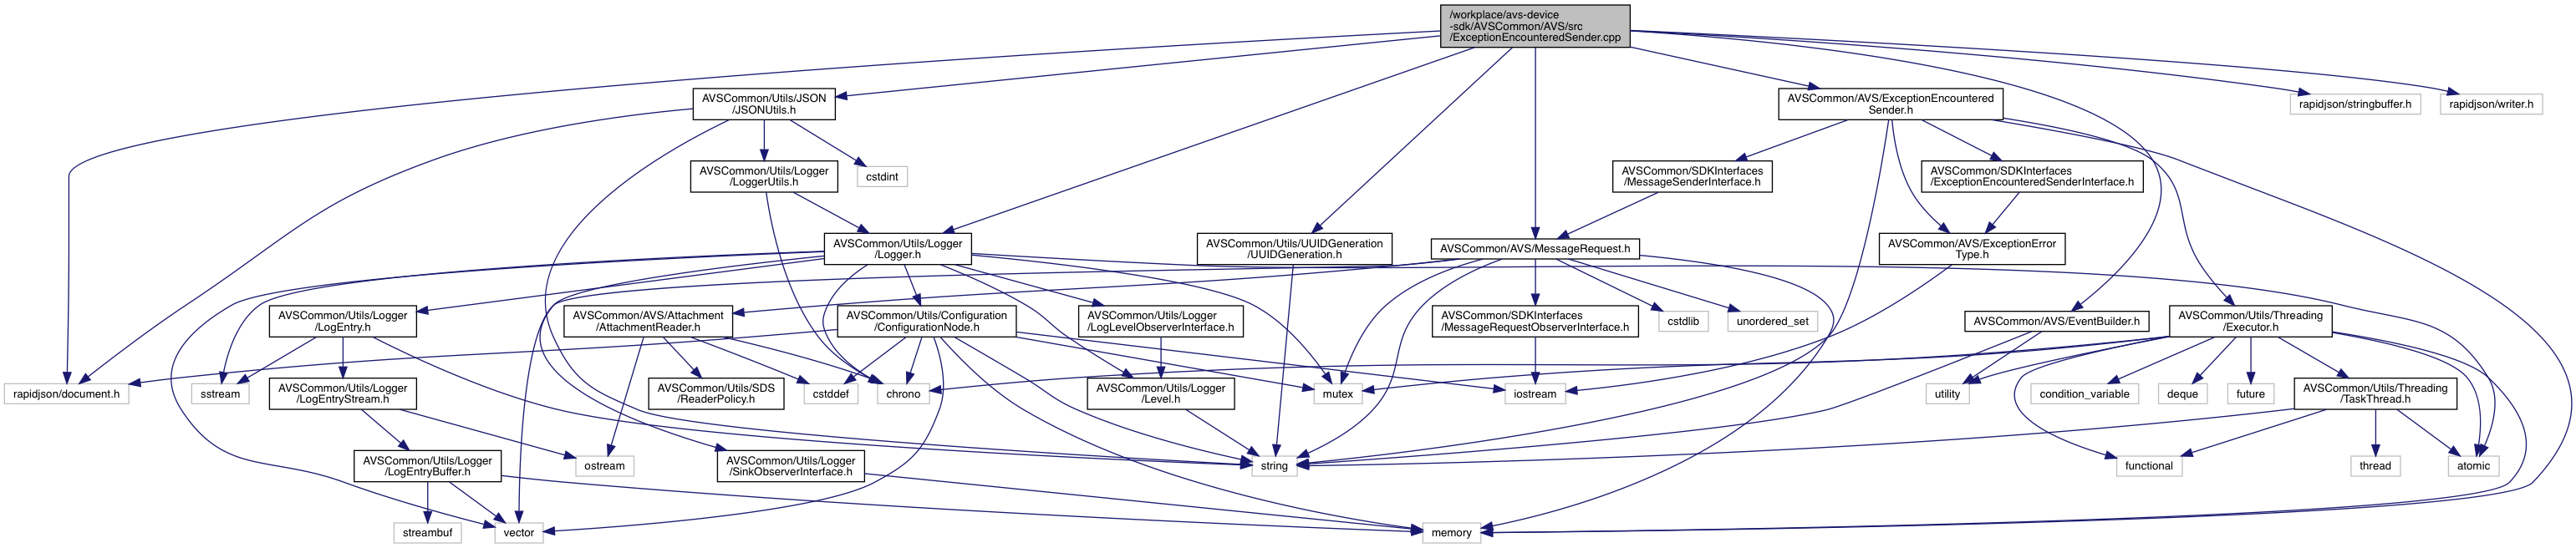 /workplace/avs-device
-sdk/AVSCommon/AVS/src
/ExceptionEncounteredSender.cpp
AVSCommon/Utils/JSON
/JSONUtils.h
AVSCommon/AVS/ExceptionEncountered
Sender.h
rapidjson/stringbuffer.h
rapidjson/writer.h
AVSCommon/Utils/Logger
/LoggerUtils.h
cstdint
AVSCommon/SDKInterfaces
/MessageSenderInterface.h
AVSCommon/SDKInterfaces
/ExceptionEncounteredSenderInterface.h
AVSCommon/Utils/Logger
/Logger.h
AVSCommon/Utils/UUIDGeneration
/UUIDGeneration.h
AVSCommon/AVS/MessageRequest.h
AVSCommon/AVS/ExceptionError
Type.h
AVSCommon/Utils/Logger
/LogEntry.h
AVSCommon/AVS/Attachment
/AttachmentReader.h
AVSCommon/Utils/Configuration
/ConfigurationNode.h
AVSCommon/Utils/Logger
/LogLevelObserverInterface.h
AVSCommon/SDKInterfaces
/MessageRequestObserverInterface.h
cstdlib
unordered_set
AVSCommon/AVS/EventBuilder.h
AVSCommon/Utils/Threading
/Executor.h
rapidjson/document.h
sstream
AVSCommon/Utils/Logger
/LogEntryStream.h
AVSCommon/Utils/SDS
/ReaderPolicy.h
cstddef
chrono
AVSCommon/Utils/Logger
/Level.h
mutex
iostream
utility
condition_variable
deque
future
AVSCommon/Utils/Threading
/TaskThread.h
AVSCommon/Utils/Logger
/LogEntryBuffer.h
ostream
AVSCommon/Utils/Logger
/SinkObserverInterface.h
string
functional
thread
atomic
streambuf
vector
memory